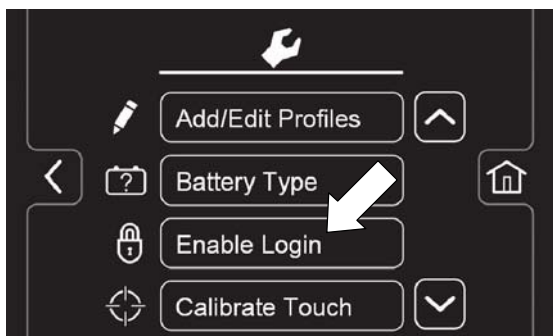 Add/Edit Profiles
Battery Type
Enable Login
Calibrate Touch